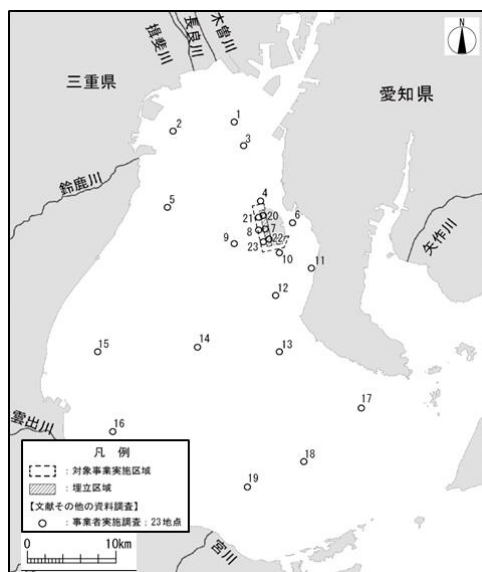 木曽川
長良川
揖斐川
N
三重県
愛知県
鈴鹿川
矢作川
雲出川
宮川
1
2
3
4
5
6
21
20
8
7
9
22
23
10
11
12
13
14
15
16
17
18
19
凡 例
：対象事業実施区域
：埋立区域
【文献その他の資料調査】
：事業者実施調査：23地点
0 10km